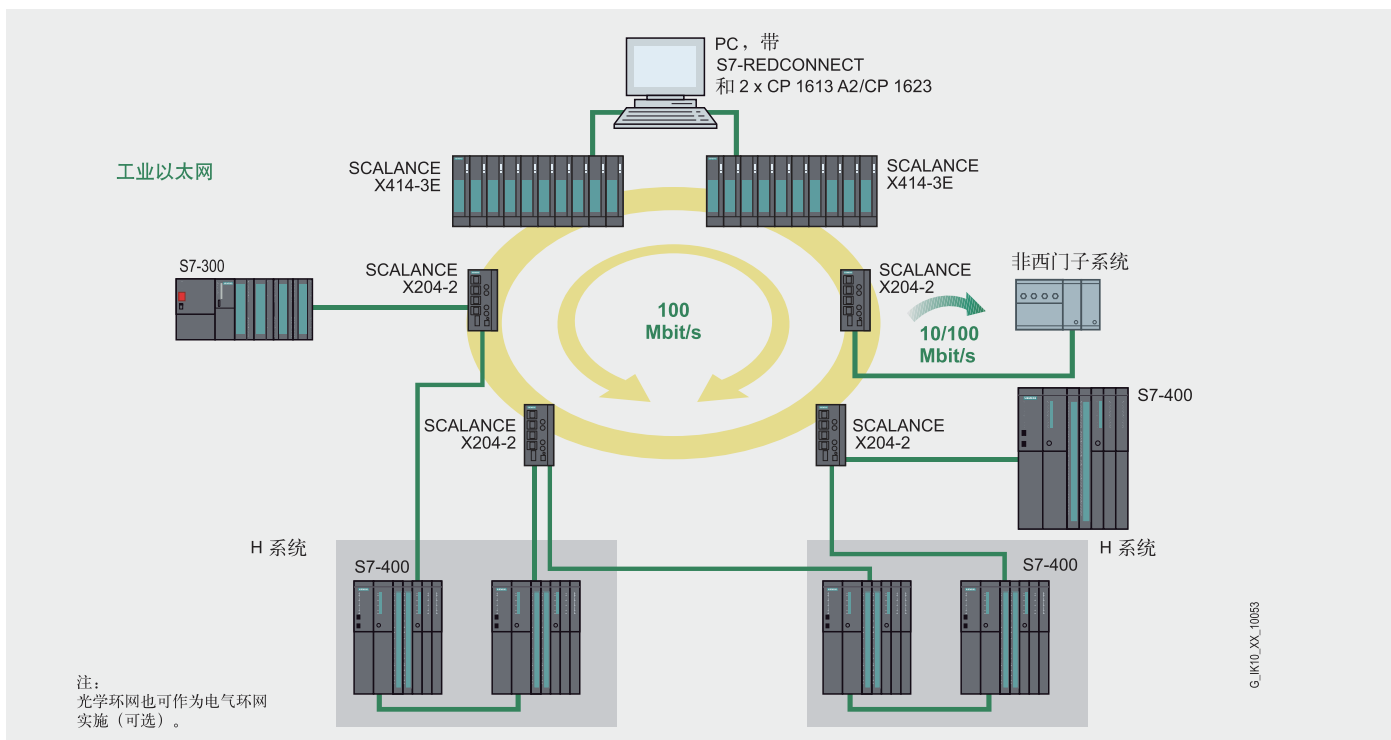 PC，带
S7-REDCONNECT
和 2 x CP 1613 A2/CP 1623
工业以太网
SCALANCE
X414-3E
SCALANCE
X414-3E
S7-300
SCALANCE
X204-2
SCALANCE
X204-2
非西门子系统
100
Mbit/s
10/100
Mbit/s
S7-400
SCALANCE
X204-2
SCALANCE
X204-2
H 系统
S7-400
H 系统
S7-400
注：
光学环网也可作为电气环网
实施（可选）。
G_IK10_XX_10053